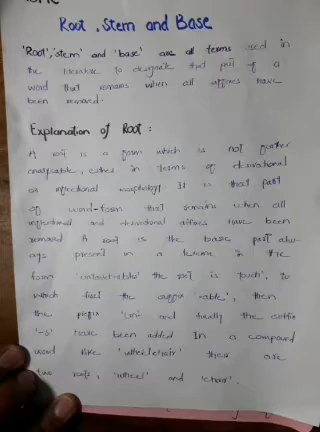 Root, Stem and Base
'Root', 'stem' and 'base' are all terms used in
the literature to designate that part of a
word that remains when all affixes have
been removed.
Explanation of Root:
A root is a form which is not further
analysable, either in terms of derivational
or inflectional morphology. It is that part
of word-form that remains when all
inflectional and derivational affixes have been
removed A root is the basic part alw-
ays present in a lexeme In the
form 'untouchables' the root is 'touch', to
which first the suffix '-able', then
the prefix 'un-' and finally the suffix
'-s' have been added In a compound
word like 'wheelchair' there are
two roots, 'wheel' and 'chair'.